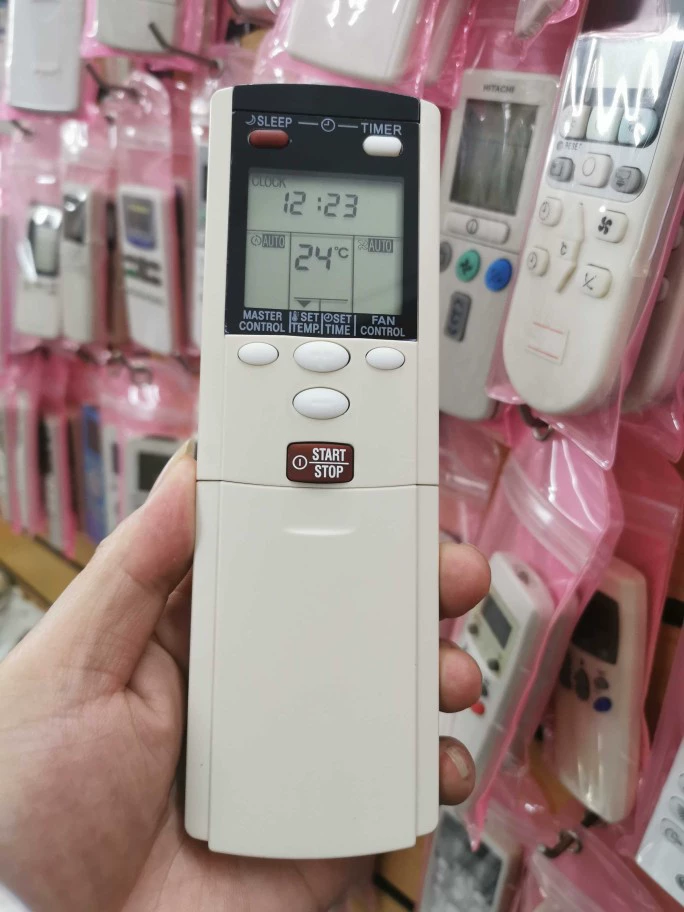 SLEEP TIMER
CLOCK
12:23
AUTO 24°C AUTO
MASTER CONTROL
SET TEMP.
SET TIME
FAN CONTROL
START
STOP
HITACHI
RESET